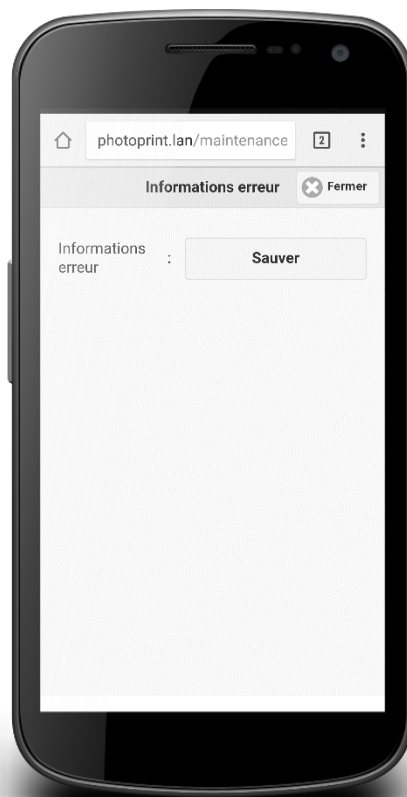 photoprint.lan/maintenance 2
Informations erreur Fermer
Informations
erreur : Sauver